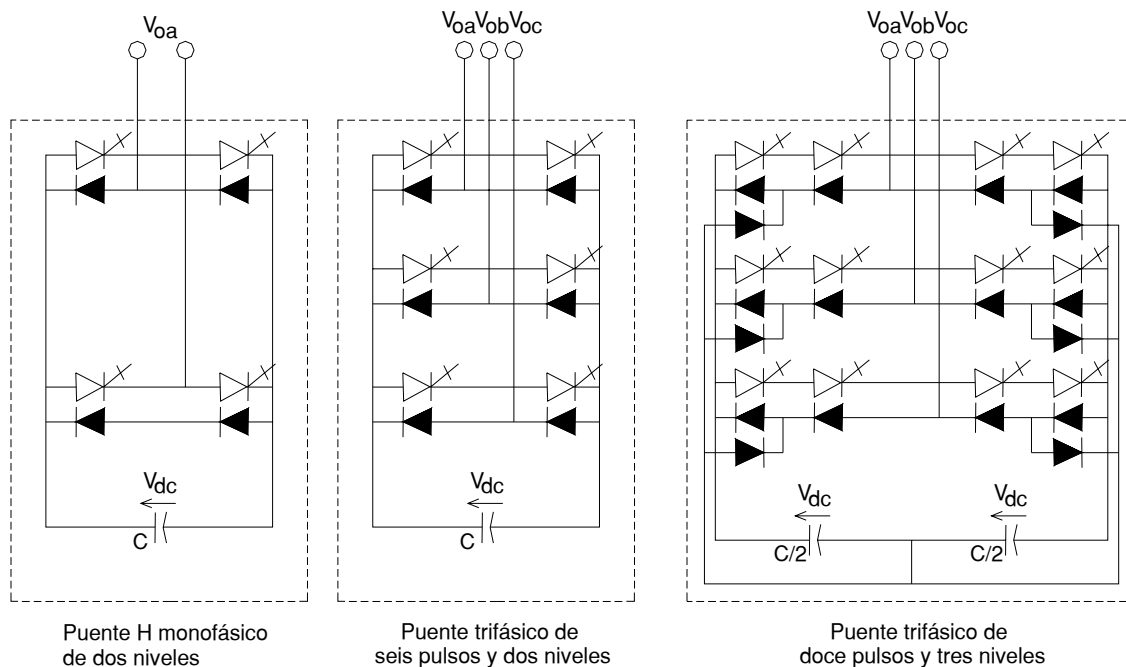 Voa
VoaVobVoc
VoaVobVoc
Vdc
C
Vdc
C
Vdc
Vdc
C/2
C/2
Puente H monofásico
de dos niveles
Puente trifásico de
seis pulsos y dos niveles
Puente trifásico de
doce pulsos y tres niveles